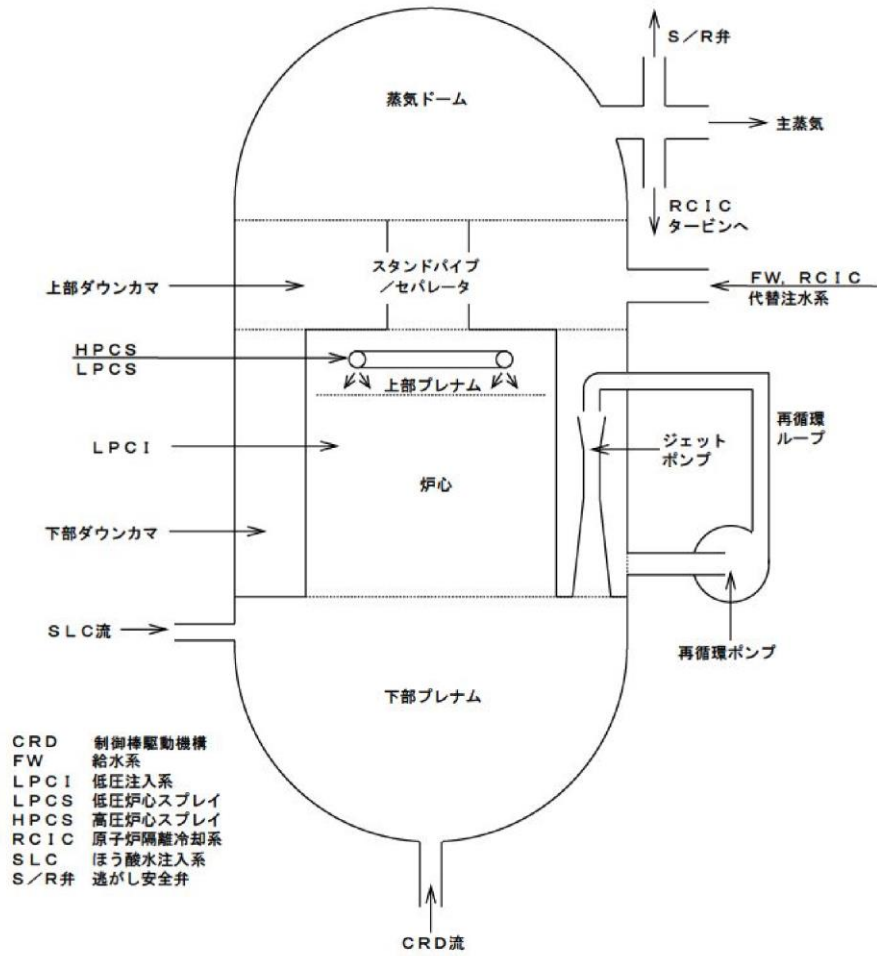 S/R弁
蒸気ドーム
主蒸気
RCIC
タービンへ
スタンドパイプ
/セパレータ
上部ダウンカマ
FW,RCIC
代替注水系
HPCS
LPCS
上部プレナム
再循環
ループ
LPCI
ジェット
ポンプ
炉心
下部ダウンカマ
SLC流
再循環ポンプ
下部プレナム
CRD 制御棒駆動機構
FW 給水系
LPCI 低圧注入系
LPCS 低圧炉心スプレイ
HPCS 高圧炉心スプレイ
RCIC 原子炉隔離冷却系
SLC ほう酸水注入系
S/R弁 逃がし安全弁
CRD流